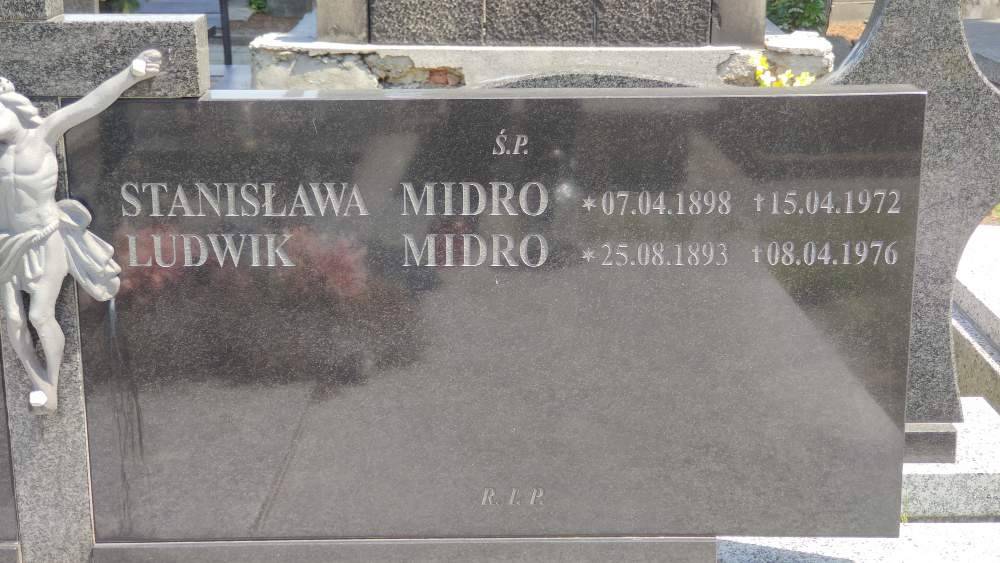 Ś.P.
STANISŁAWA MIDRO *07.04.1898 †15.04.1972
LUDWIK MIDRO *25.08.1893 †08.04.1976
R.I.P.